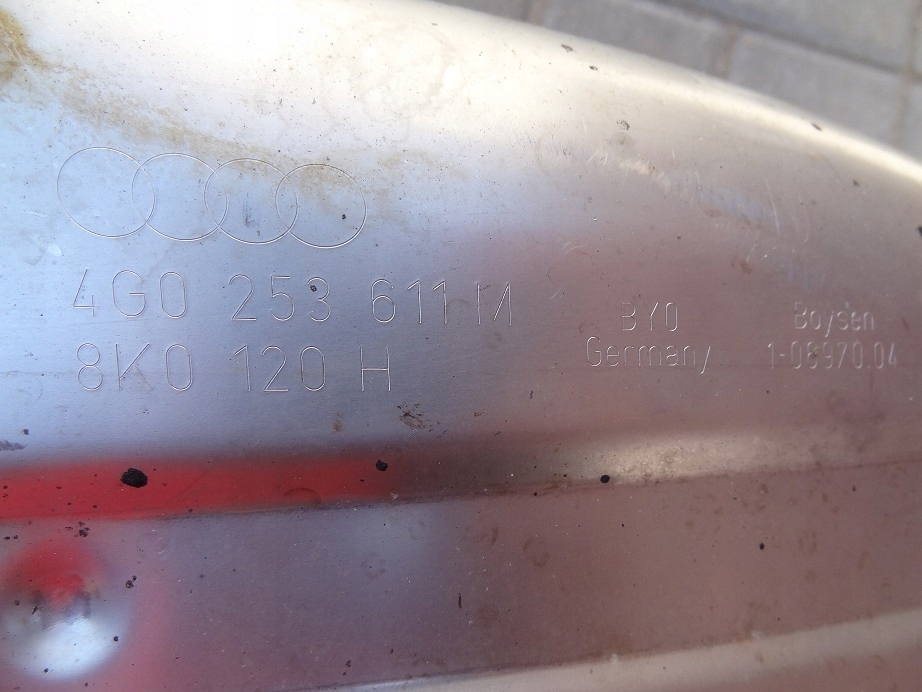 4G0 253 611 M
8K0 120 H
BYO
Germany
Boysen
1-08970.04